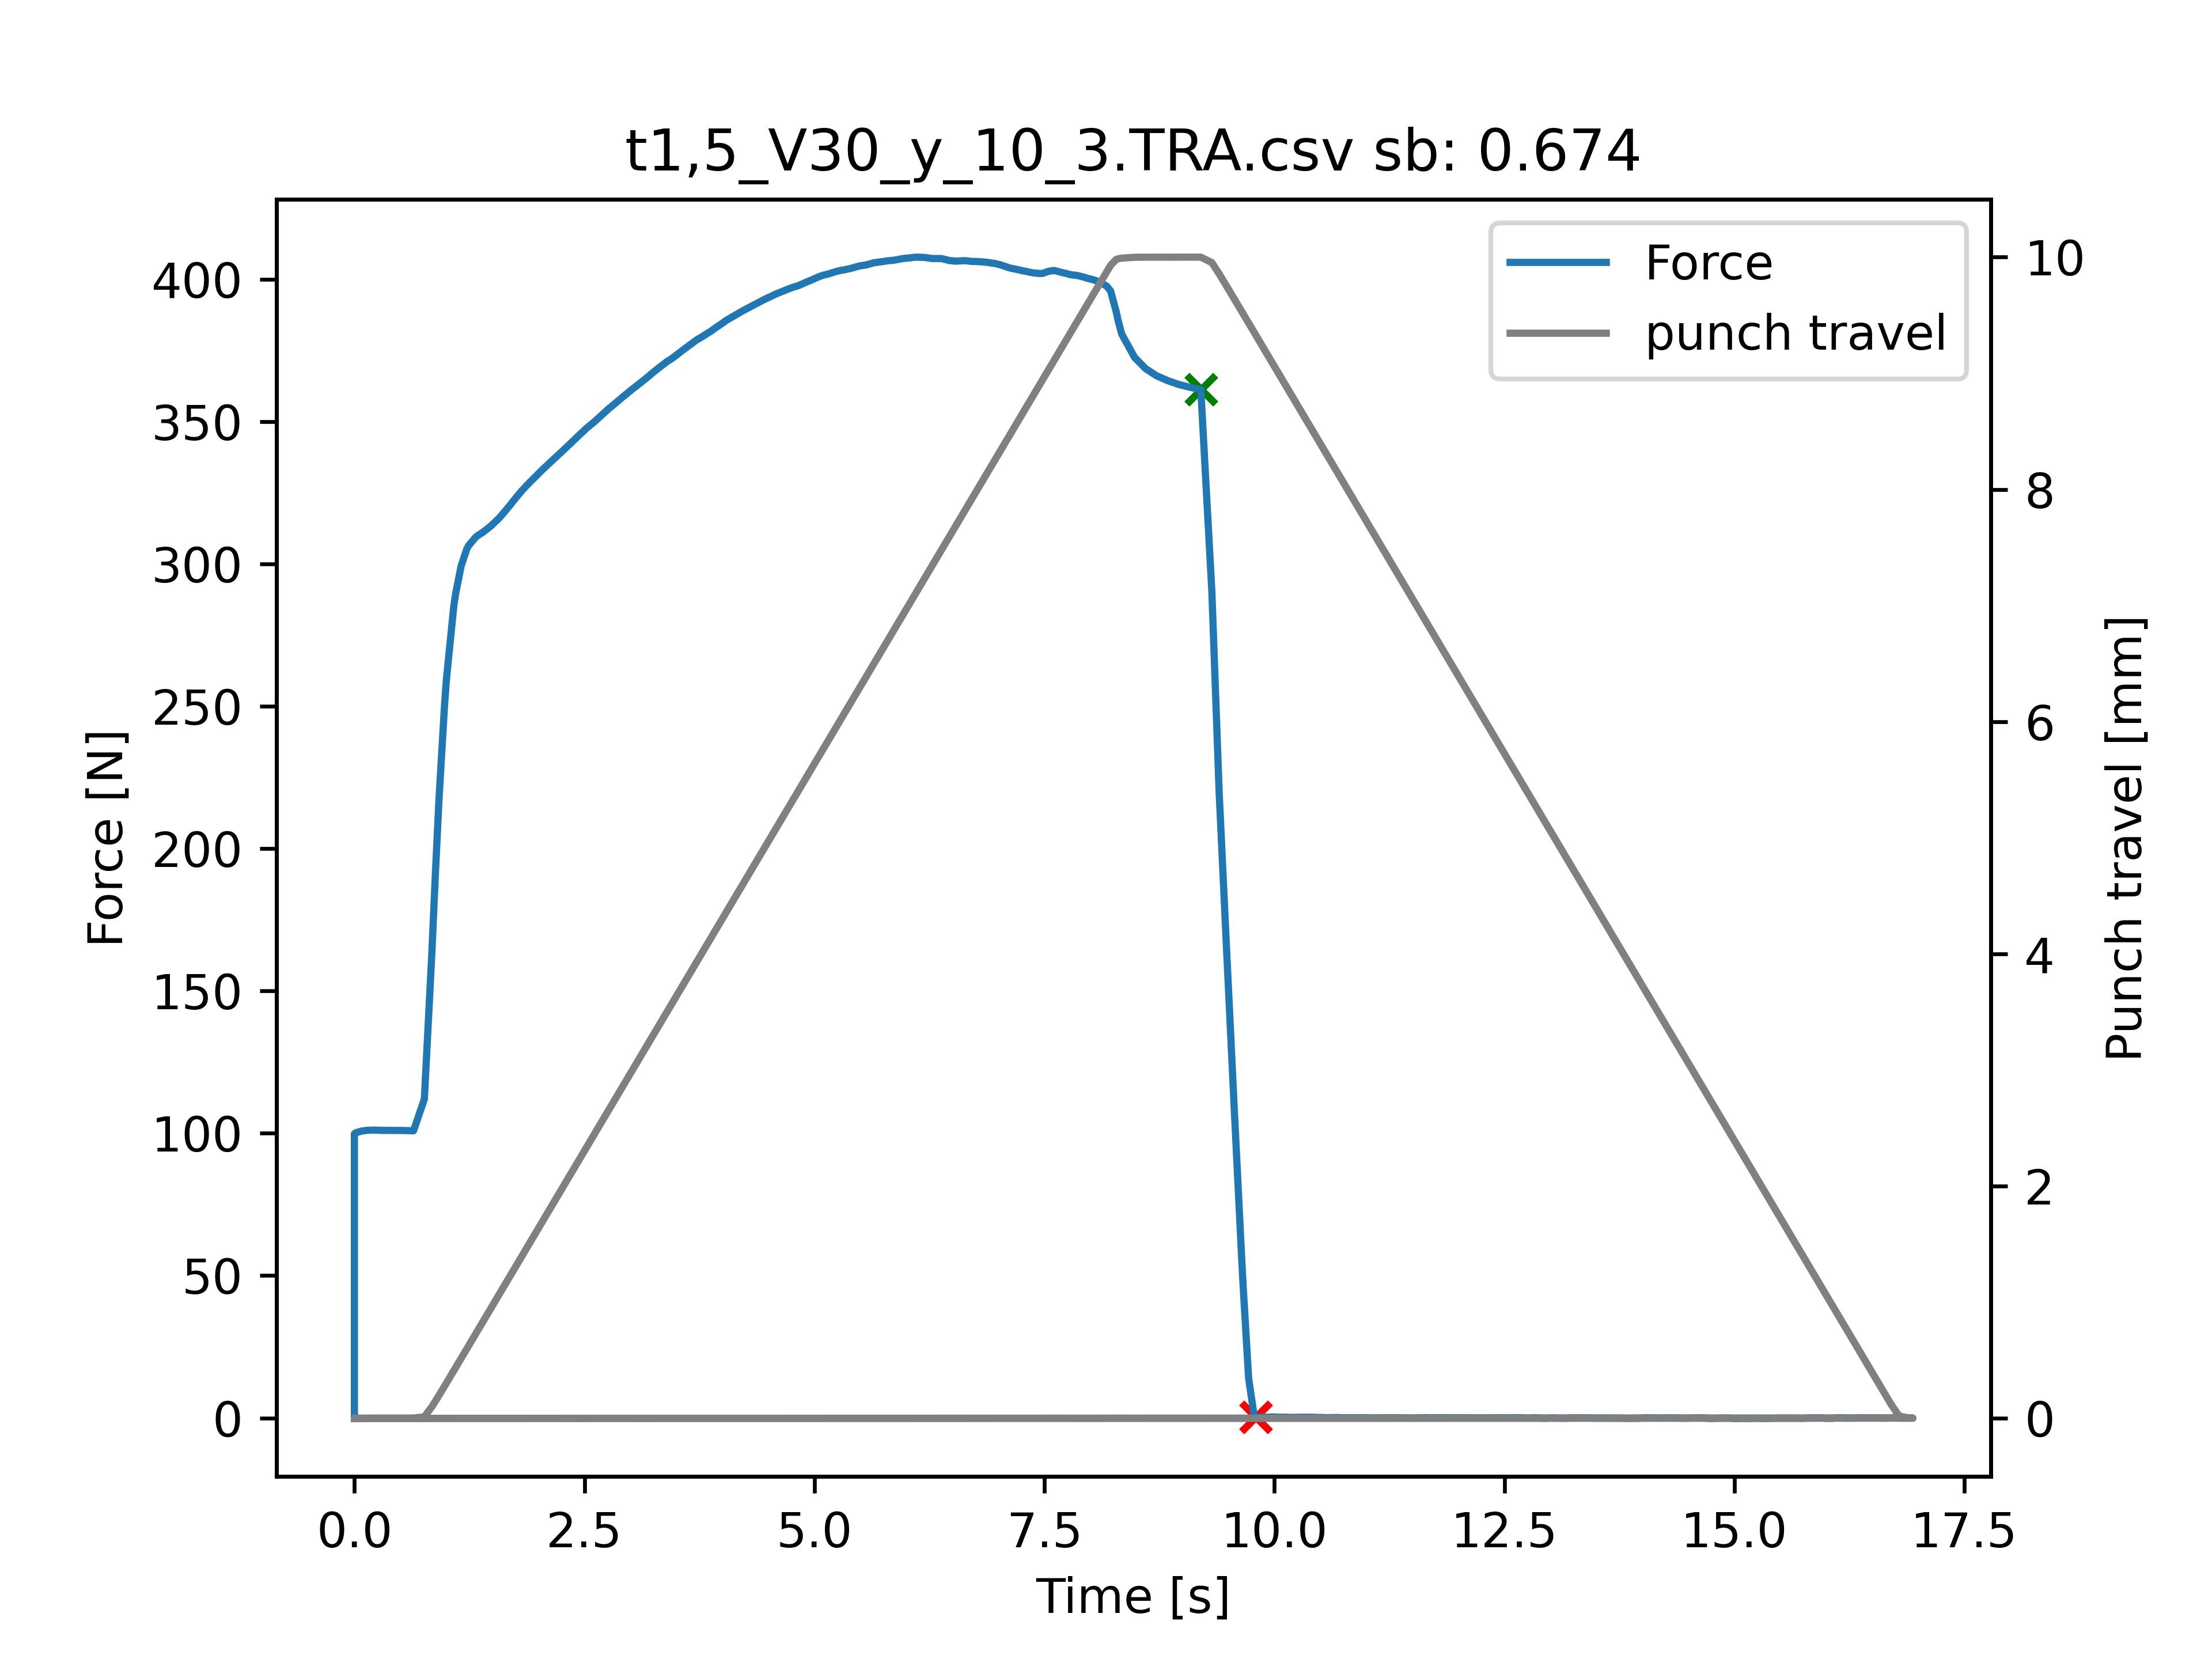 t1,5_V30_y_10_3.TRA.csv sb: 0.674
Force
punch travel
Force [N]
400
350
300
250
200
150
100
50
0
10
8
6
4
2
0
Punch travel [mm]
0.0 2.5 5.0 7.5 10.0 12.5 15.0 17.5
Time [s]